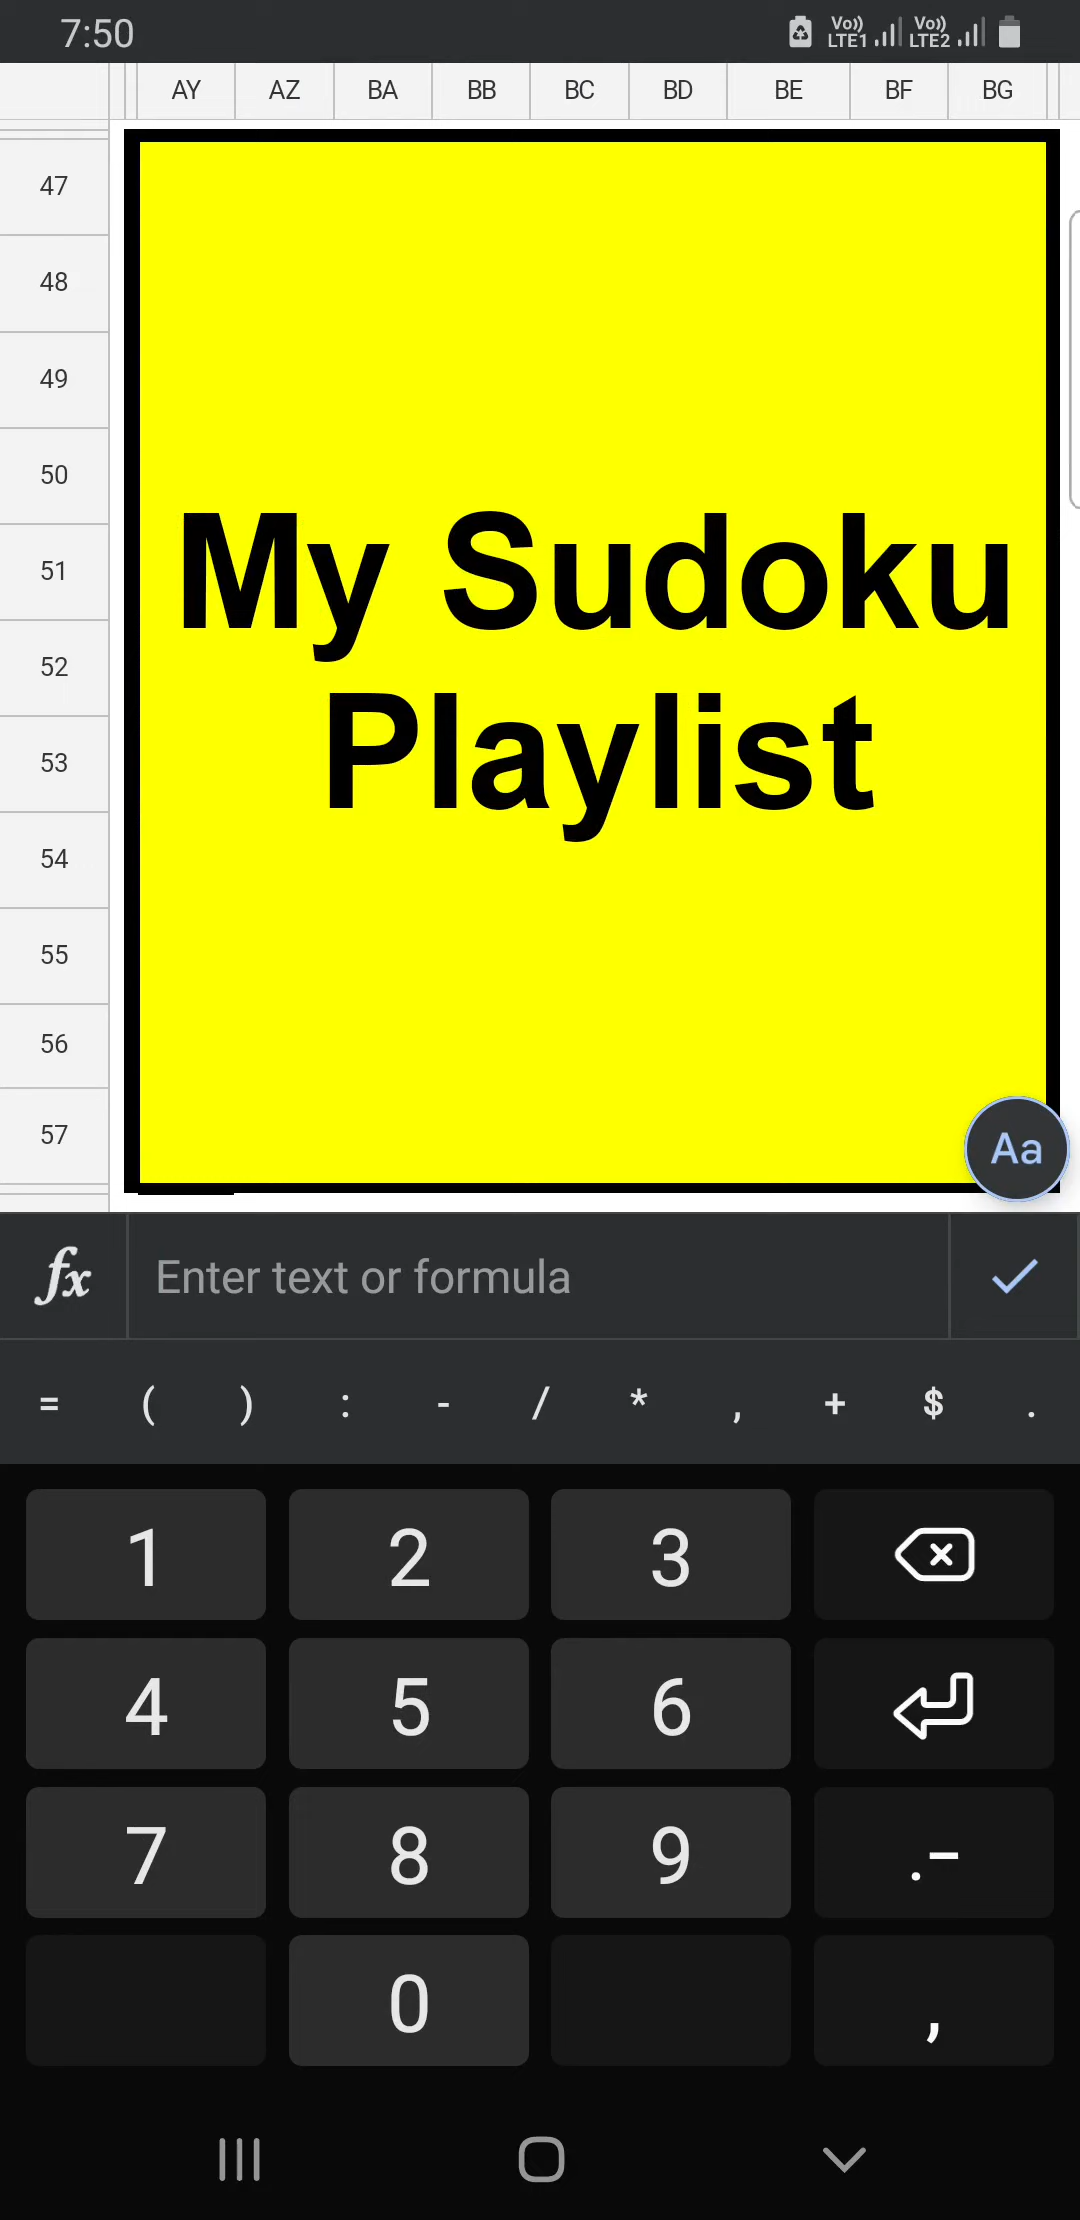 7:50 Vo)) LTE1 Vo)) LTE2
AY AZ BA BB BC BD BE BF BG
47
48
49
50
51
52
53
54
55
56
57
My Sudoku
Playlist
Aa
fx Enter text or formula
= ( ) : - / * , + $ .
1 2 3
4 5 6
7 8 9 .-
0 ,